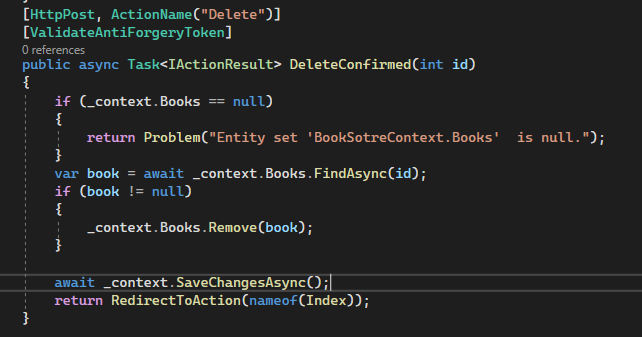 [HttpPost, ActionName("Delete")]
[ValidateAntiForgeryToken]
0 references
public async Task<IActionResult> DeleteConfirmed(int id)
{
if (_context.Books == null)
{
return Problem("Entity set 'BookSotreContext.Books'  is null.");
}
var book = await _context.Books.FindAsync(id);
if (book != null)
{
_context.Books.Remove(book);
}
await _context.SaveChangesAsync();
return RedirectToAction(nameof(Index));
}